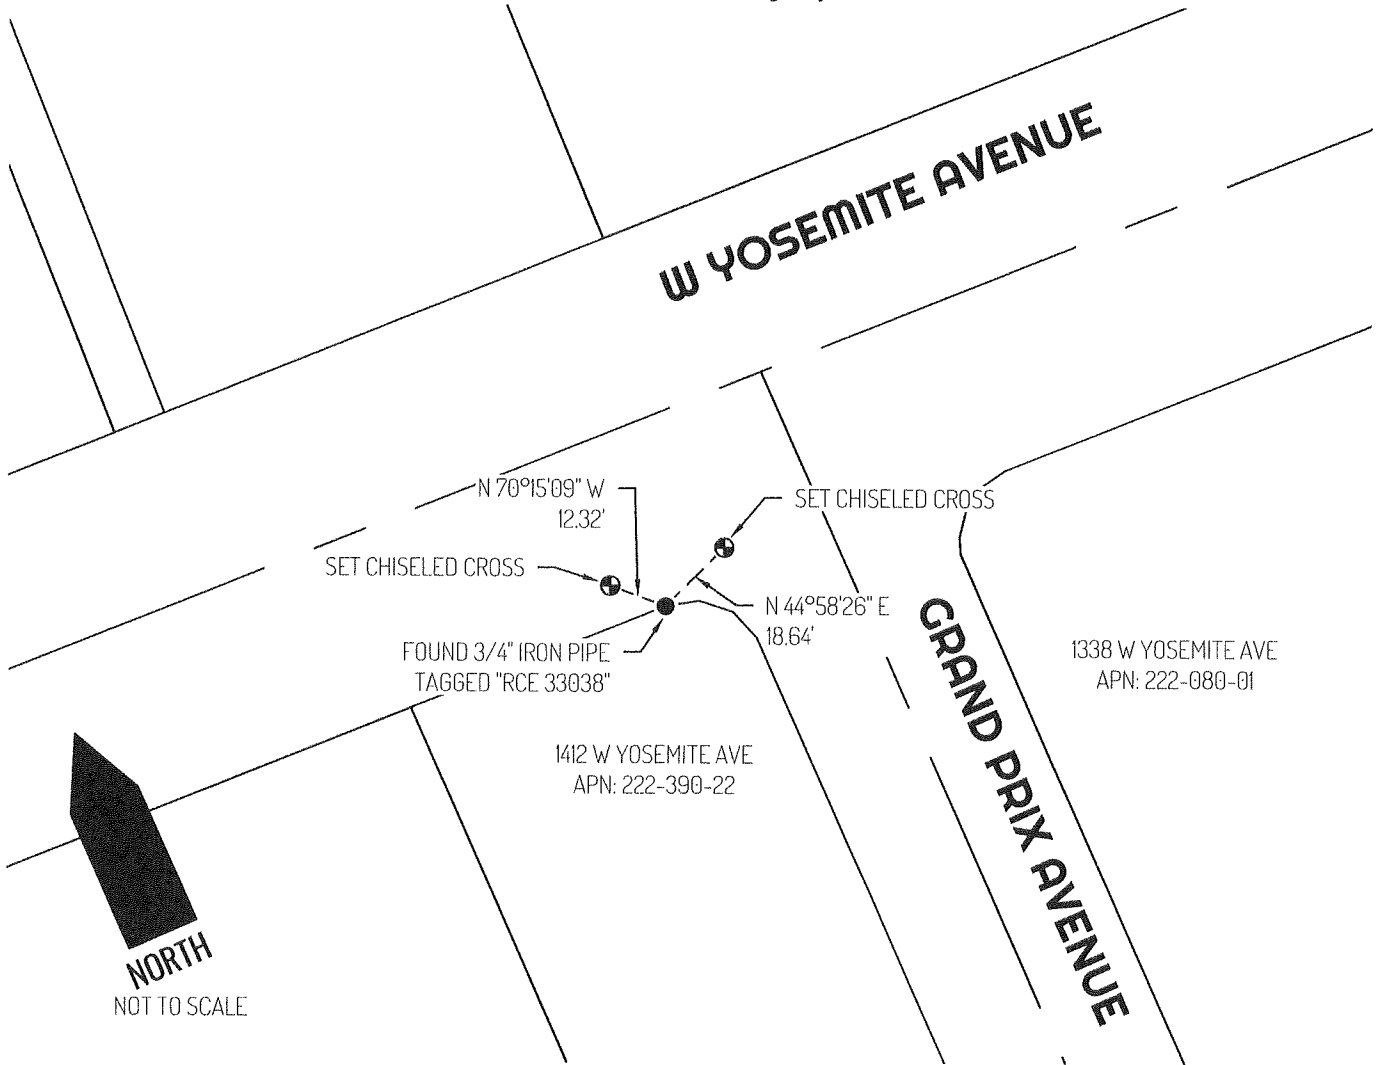 W YOSEMITE AVENUE
N 70°15'09" W
12.32'
SET CHISELED CROSS
SET CHISELED CROSS
N 44°58'26" E
18.64'
FOUND 3/4" IRON PIPE
TAGGED "RCE 33038"
GRAND PRIX AVENUE
1338 W YOSEMITE AVE
APN: 222-080-01
1412 W YOSEMITE AVE
APN: 222-390-22
NORTH
NOT TO SCALE